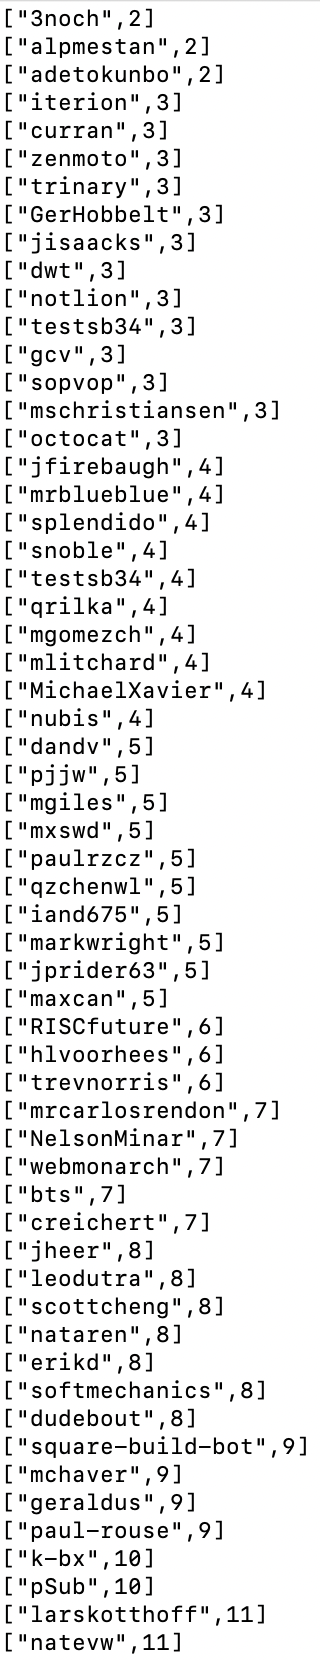 ["3noch",2]
["alpmestan",2]
["adetokunbo",2]
["iterion",3]
["curran",3]
["zenmoto",3]
["trinary",3]
["GerHobbelt",3]
["jisaacks",3]
["dwt",3]
["notlion",3]
["testsb34",3]
["gcv",3]
["sopvop",3]
["mschristiansen",3]
["octocat",3]
["jfirebaugh",4]
["mrblueblue",4]
["splendido",4]
["snoble",4]
["testsb34",4]
["qrilka",4]
["mgomezch",4]
["mlitchard",4]
["MichaelXavier",4]
["nubis",4]
["dandv",5]
["pjjw",5]
["mgiles",5]
["mxswd",5]
["paulrzcz",5]
["qzchenwl",5]
["iand675",5]
["markwright",5]
["jprider63",5]
["maxcan",5]
["RISCfuture",6]
["hlvoorhees",6]
["trevnorris",6]
["mrcarlosrendon",7]
["NelsonMinar",7]
["webmonarch",7]
["bts",7]
["creichert",7]
["jheer",8]
["leodutra",8]
["scottcheng",8]
["nataren",8]
["erikd",8]
["softmechanics",8]
["dudebout",8]
["square-build-bot",9]
["mchaver",9]
["geraldus",9]
["paul-rouse",9]
["k-bx",10]
["pSub",10]
["larskotthoff",11]
["natevw",11]